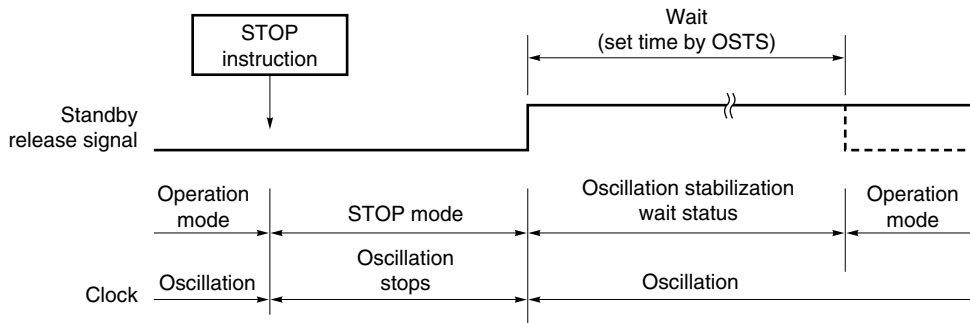 STOP
instruction
Wait
(set time by OSTS)
Standby
release signal
Operation
mode
STOP mode
Oscillation stabilization
wait status
Operation
mode
Clock
Oscillation
Oscillation
stops
Oscillation